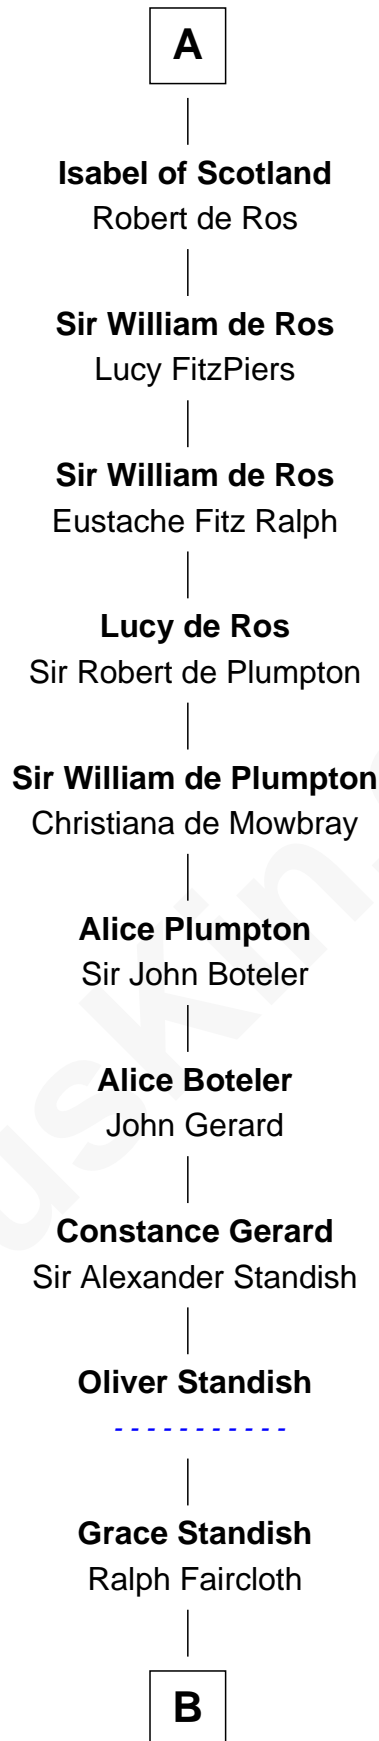 A
Isabel of Scotland
Robert de Ros
Sir William de Ros
Lucy FitzPiers
Sir William de Ros
Eustache Fitz Ralph
Lucy de Ros
Sir Robert de Plumpton
Sir William de Plumpton
Christiana de Mowbray
Alice Plumpton
Sir John Boteler
Alice Boteler
John Gerard
Constance Gerard
Sir Alexander Standish
Oliver Standish
- - - - - - - - - - -
Grace Standish
Ralph Faircloth
B